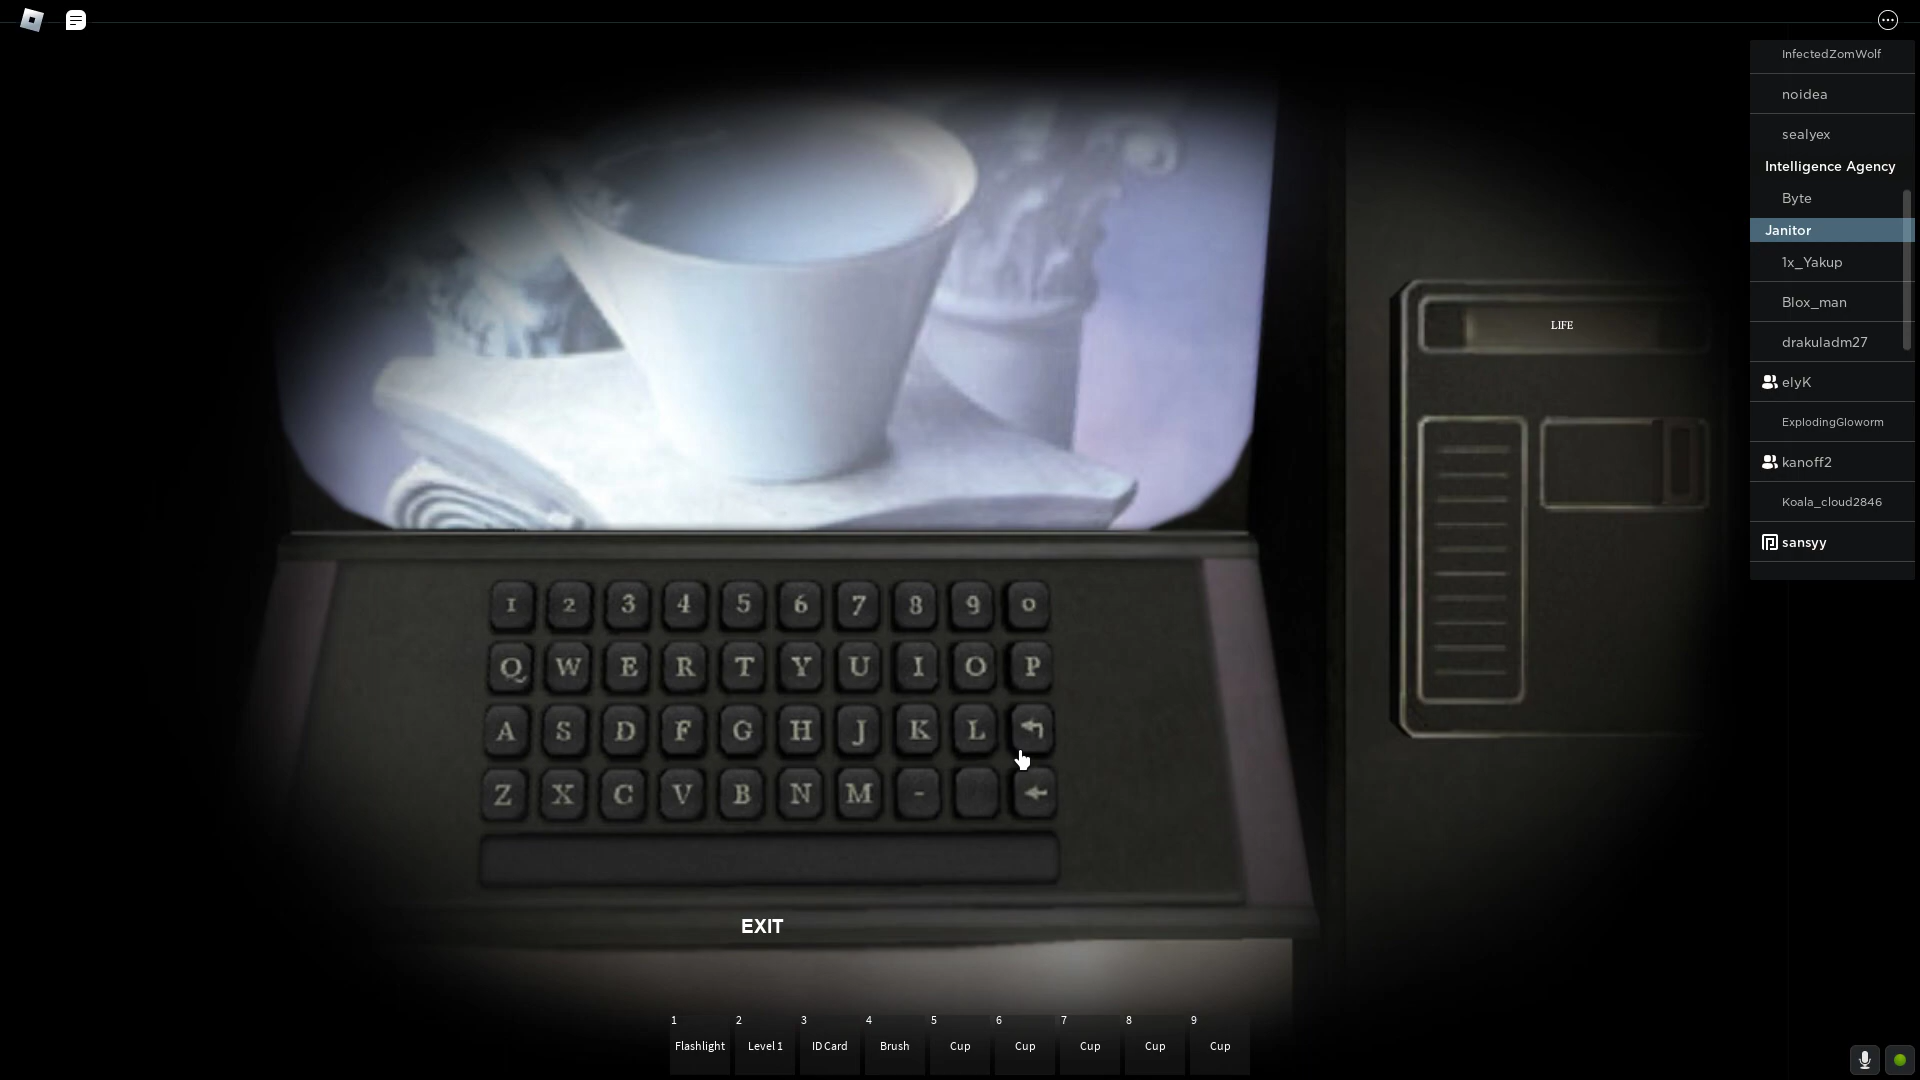 InfectedZomWolf
noidea
sealyex
Intelligence Agency
Byte
Janitor
1x_Yakup
Blox_man
drakuladm27
elyK
ExplodingGloworm
kanoff2
Koala_cloud2846
sansyy
LIFE
1 2 3 4 5 6 7 8 9 0
Q W E R T Y U I O P
A S D F G H J K L
Z X C V B N M -
EXIT
1 2 3 4 5 6 7 8 9
Flashlight Level 1 ID Card Brush Cup Cup Cup Cup Cup